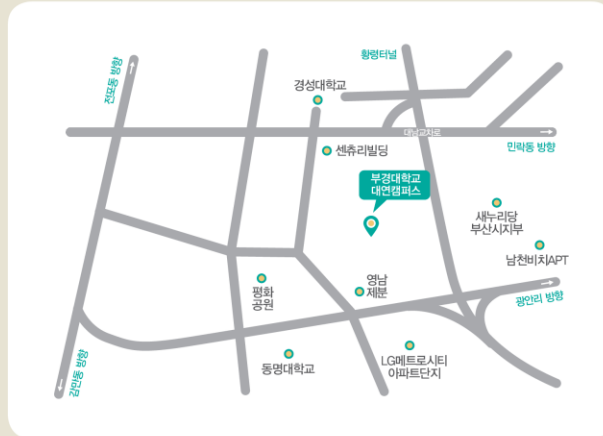 황령터널
전포동 방향
경성대학교
대남교차로
민락동 방향
센츄리빌딩
부경대학교
대연캠퍼스
새누리당
부산시지부
남천비치APT
영남
제분
평화
공원
광안리 방향
동명대학교
LG메트로시티
아파트단지
감만동 방향